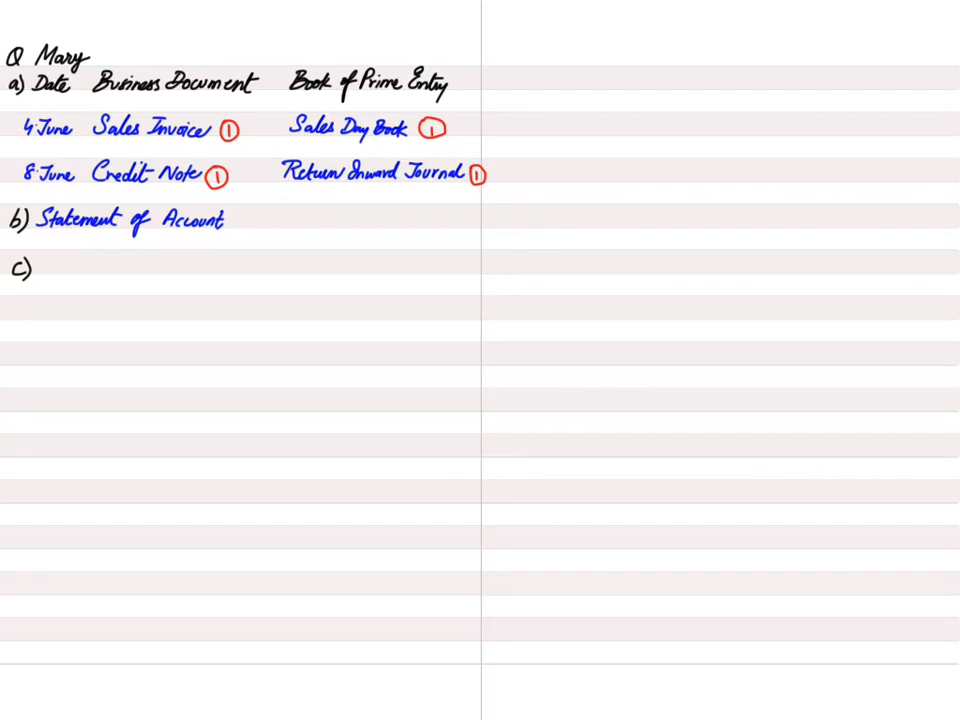 Q Mary
a) Date Business Document Book of Prime Entry
4 June Sales Invoice 1 Sales Day Book 1
8 June Credit Note 1 Return Inward Journal 1
b) Statement of Account
c)